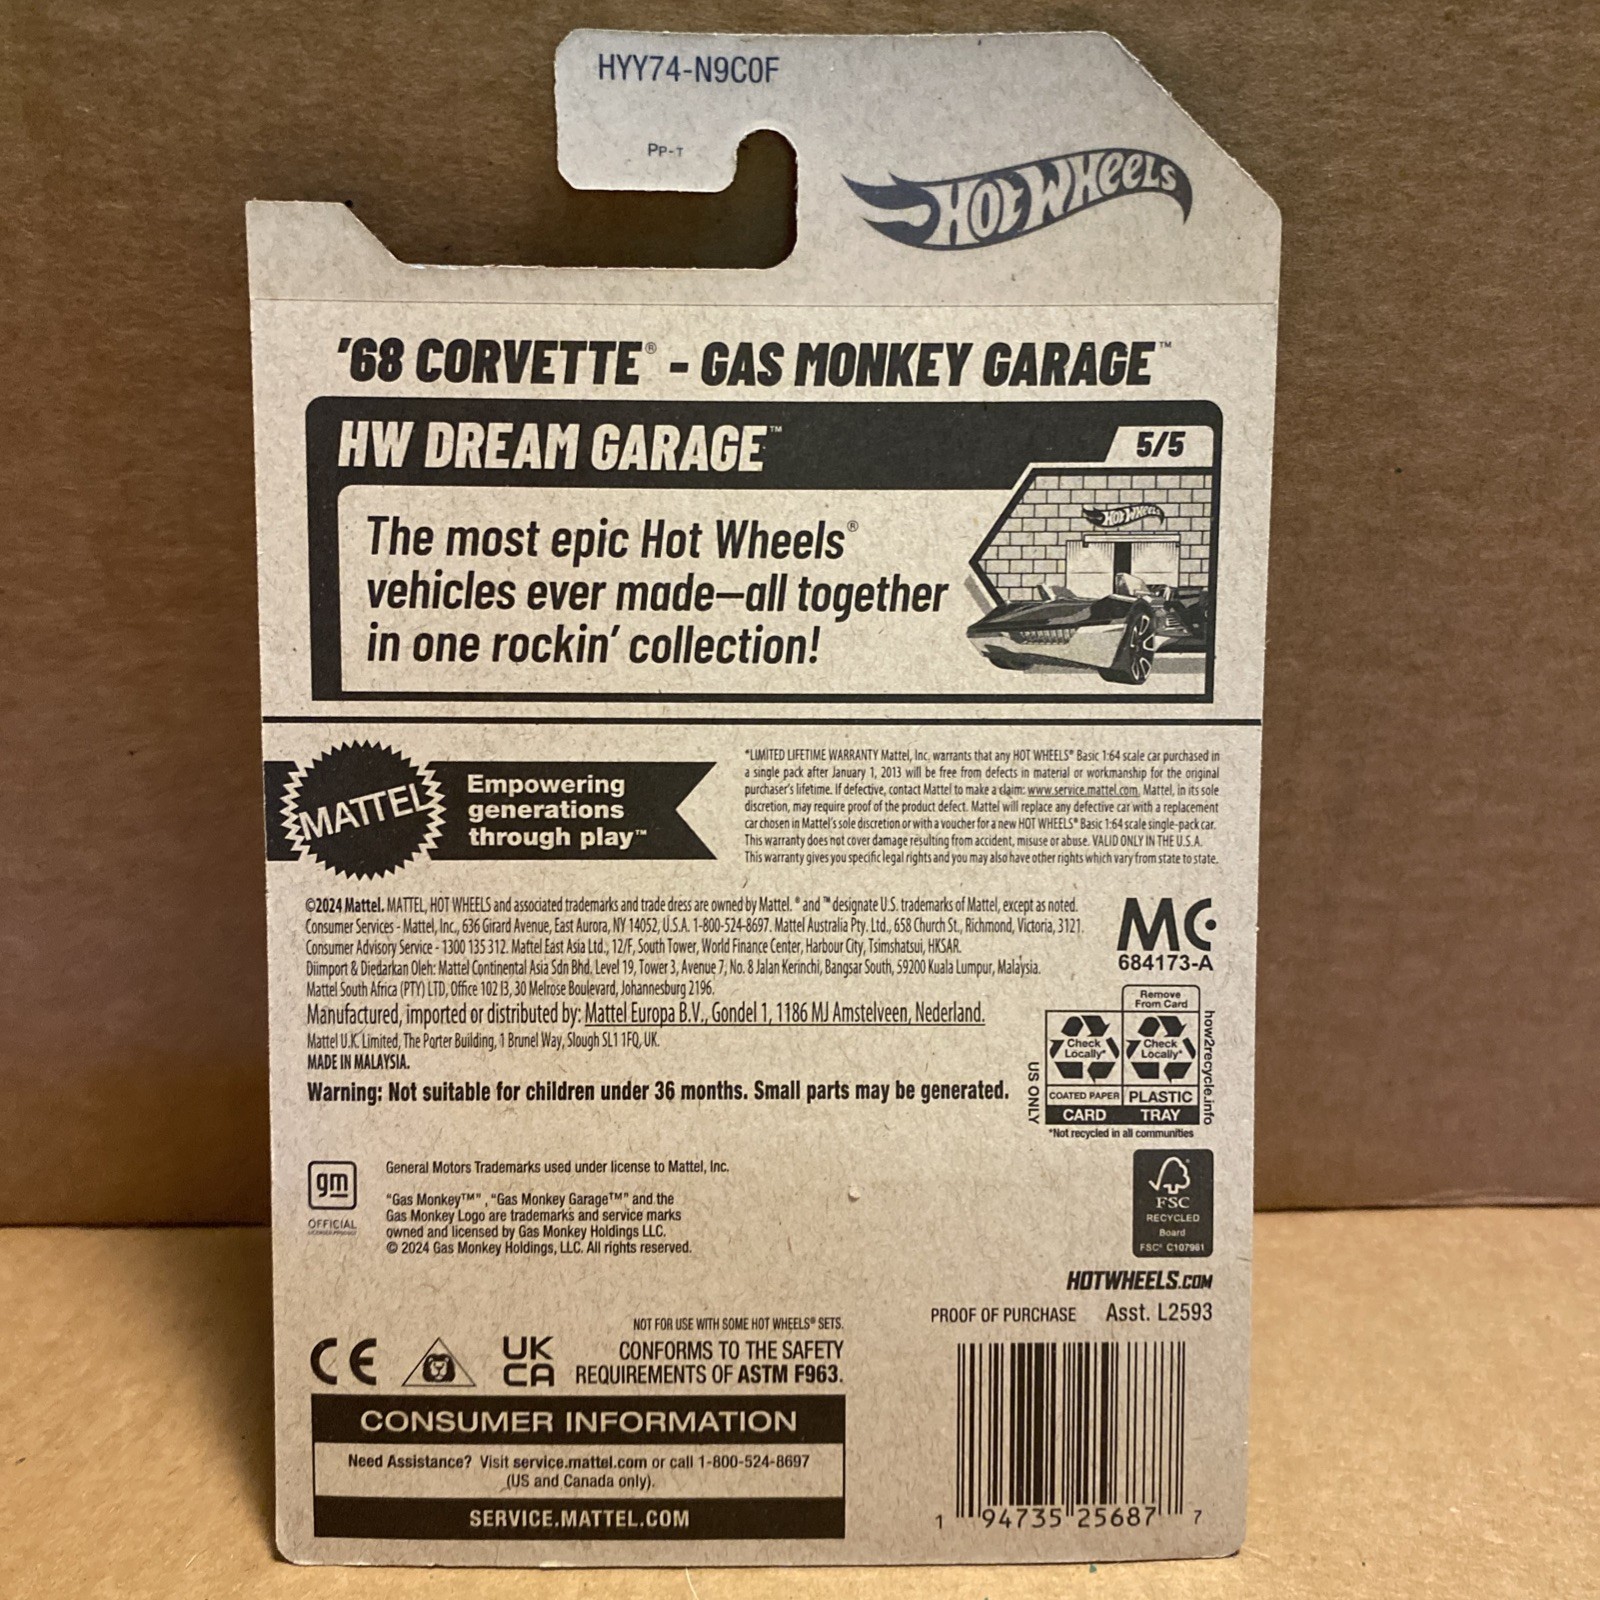 HYY74-N9C0F
PP-T
HOT WHEELS
'68 CORVETTE® - GAS MONKEY GARAGE™
HW DREAM GARAGE™
5/5
HOT WHEELS
The most epic Hot Wheels®
vehicles ever made—all together
in one rockin' collection!
MATTEL
Empowering
generations
through play™
*LIMITED LIFETIME WARRANTY Mattel, Inc. warrants that any HOT WHEELS® Basic 1:64 scale car purchased in
a single pack after January 1, 2013 will be free from defects in material or workmanship for the original
purchaser's lifetime. If defective, contact Mattel to make a claim: www.service.mattel.com. Mattel, in its sole
discretion, may require proof of the product defect. Mattel will replace any defective car with a replacement
car chosen in Mattel's sole discretion or with a voucher for a new HOT WHEELS® Basic 1:64 scale single-pack car.
This warranty does not cover damage resulting from accident, misuse or abuse. VALID ONLY IN THE U.S.A.
This warranty gives you specific legal rights and you may also have other rights which vary from state to state.
©2024 Mattel. MATTEL, HOT WHEELS and associated trademarks and trade dress are owned by Mattel. ® and ™ designate U.S. trademarks of Mattel, except as noted.
Consumer Services - Mattel, Inc., 636 Girard Avenue, East Aurora, NY 14052, U.S.A. 1-800-524-8697. Mattel Australia Pty. Ltd., 658 Church St., Richmond, Victoria, 3121.
Consumer Advisory Service - 1300 135 312. Mattel East Asia Ltd., 12/F, South Tower, World Finance Center, Harbour City, Tsimshatsui, HKSAR.
Diimport & Diedarkan Oleh: Mattel Continental Asia Sdn Bhd. Level 19, Tower 3, Avenue 7, No. 8 Jalan Kerinchi, Bangsar South, 59200 Kuala Lumpur, Malaysia.
Mattel South Africa (PTY) LTD, Office 102 I3, 30 Melrose Boulevard, Johannesburg 2196.
Manufactured, imported or distributed by: Mattel Europa B.V., Gondel 1, 1186 MJ Amstelveen, Nederland.
Mattel U.K. Limited, The Porter Building, 1 Brunel Way, Slough SL1 1FQ, UK.
MADE IN MALAYSIA.
Warning: Not suitable for children under 36 months. Small parts may be generated.
MC
684173-A
Remove
From Card
Check
Locally*
Check
Locally*
COATED PAPER
PLASTIC
CARD
TRAY
US ONLY
how2recycle.info
*Not recycled in all communities
gm
OFFICIAL
LICENSED PRODUCT
General Motors Trademarks used under license to Mattel, Inc.
"Gas Monkey™", "Gas Monkey Garage™" and the
Gas Monkey Logo are trademarks and service marks
owned and licensed by Gas Monkey Holdings LLC.
© 2024 Gas Monkey Holdings, LLC. All rights reserved.
FSC
RECYCLED
Board
FSC® C107981
HOTWHEELS.COM
PROOF OF PURCHASE Asst. L2593
NOT FOR USE WITH SOME HOT WHEELS® SETS.
CE
UK
CA
CONFORMS TO THE SAFETY
REQUIREMENTS OF ASTM F963.
CONSUMER INFORMATION
Need Assistance? Visit service.mattel.com or call 1-800-524-8697
(US and Canada only).
SERVICE.MATTEL.COM
1 94735 25687 7